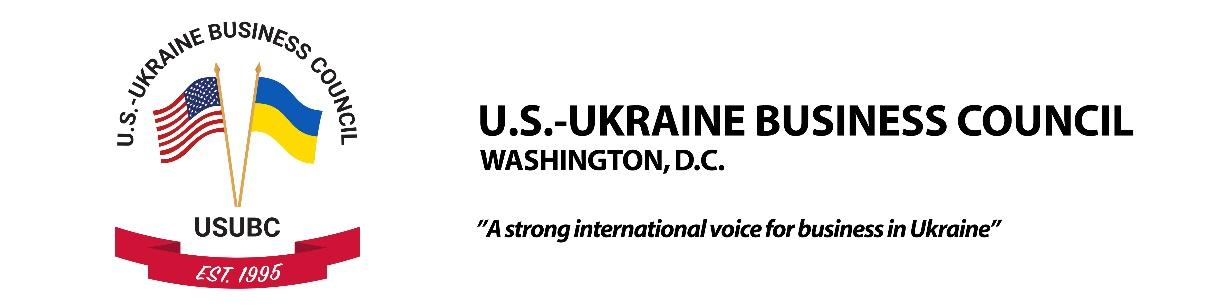 U.S.-UKRAINE BUSINESS COUNCIL
USUBC
EST. 1995
U.S.-UKRAINE BUSINESS COUNCIL
WASHINGTON, D.C.
”A strong international voice for business in Ukraine”